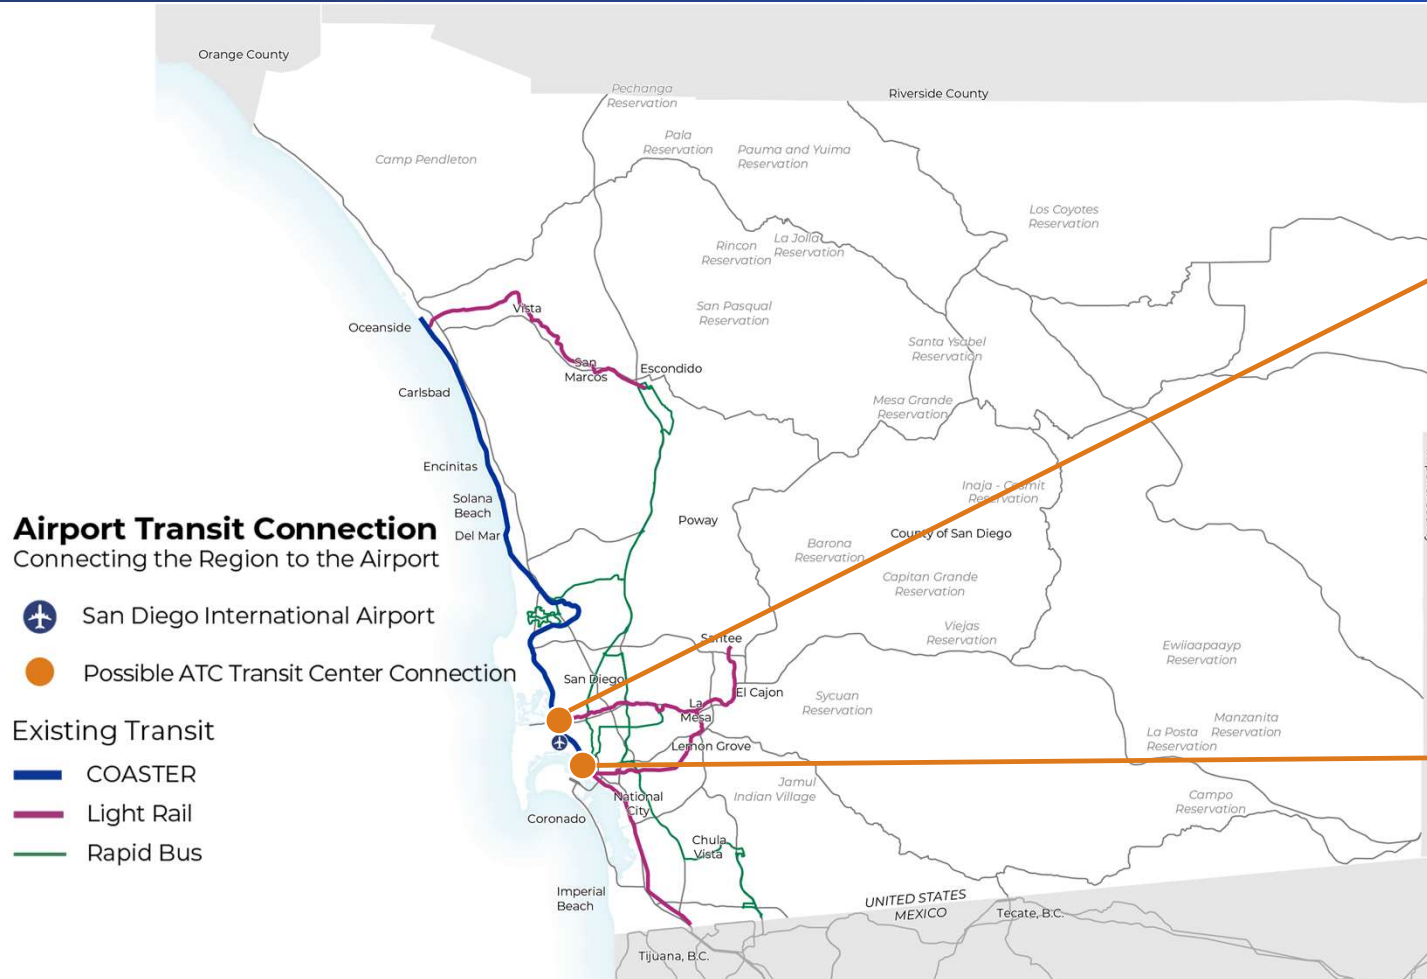 Orange County
Pechanga
Reservation
Riverside County
Pala
Reservation
Pauma and Yuima
Reservation
Camp Pendleton
Los Coyotes
Reservation
Rincon
Reservation
La Jolla
Reservation
San Pasqual
Reservation
Vista
Oceanside
Santa Ysabel
Reservation
San
Marcos
Escondido
Carlsbad
Mesa Grande
Reservation
Encinitas
Inaja - Cosmit
Reservation
Solana
Beach
Del Mar
Poway
County of San Diego
Barona
Reservation
Capitan Grande
Reservation
Viejas
Reservation
Santee
Ewiiaapaayp
Reservation
San Diego
El Cajon
Sycuan
Reservation
La
Mesa
Manzanita
Reservation
La Posta
Reservation
Lemon Grove
Jamul
Indian Village
National
City
Campo
Reservation
Coronado
Chula
Vista
Imperial
Beach
UNITED STATES
MEXICO
Tecate, B.C.
Tijuana, B.C.
Airport Transit Connection
Connecting the Region to the Airport
San Diego International Airport
Possible ATC Transit Center Connection
Existing Transit
COASTER
Light Rail
Rapid Bus